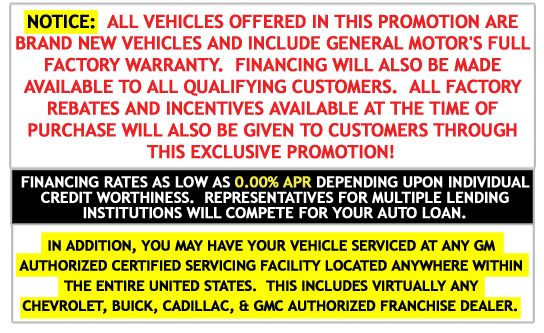 NOTICE: ALL VEHICLES OFFERED IN THIS PROMOTION ARE
BRAND NEW VEHICLES AND INCLUDE GENERAL MOTOR'S FULL
FACTORY WARRANTY. FINANCING WILL ALSO BE MADE
AVAILABLE TO ALL QUALIFYING CUSTOMERS. ALL FACTORY
REBATES AND INCENTIVES AVAILABLE AT THE TIME OF
PURCHASE WILL ALSO BE GIVEN TO CUSTOMERS THROUGH
THIS EXCLUSIVE PROMOTION!
FINANCING RATES AS LOW AS 0.00% APR DEPENDING UPON INDIVIDUAL
CREDIT WORTHINESS. REPRESENTATIVES FOR MULTIPLE LENDING
INSTITUTIONS WILL COMPETE FOR YOUR AUTO LOAN.
IN ADDITION, YOU MAY HAVE YOUR VEHICLE SERVICED AT ANY GM
AUTHORIZED CERTIFIED SERVICING FACILITY LOCATED ANYWHERE WITHIN
THE ENTIRE UNITED STATES. THIS INCLUDES VIRTUALLY ANY
CHEVROLET, BUICK, CADILLAC, & GMC AUTHORIZED FRANCHISE DEALER.